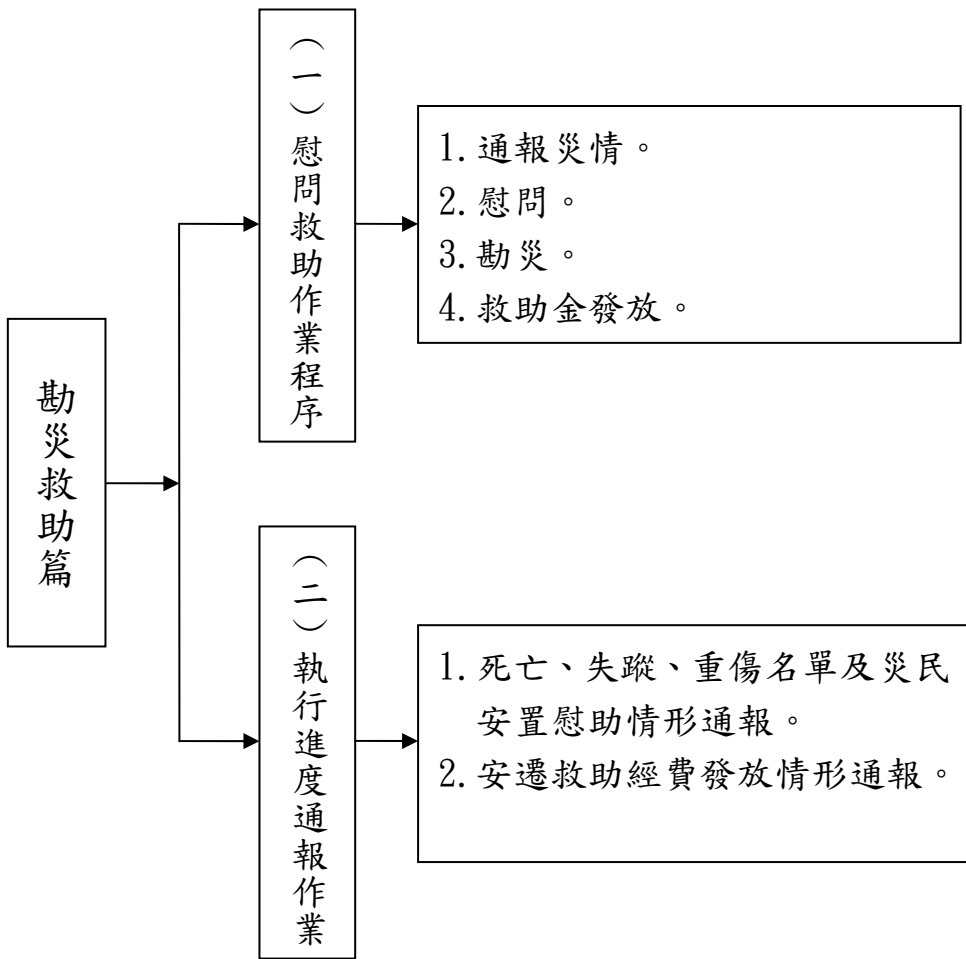 勘災救助篇
（一）慰問救助作業程序
1.通報災情。
2.慰問。
3.勘災。
4.救助金發放。
（二）執行進度通報作業
1.死亡、失蹤、重傷名單及災民
安置慰助情形通報。
2.安遷救助經費發放情形通報。